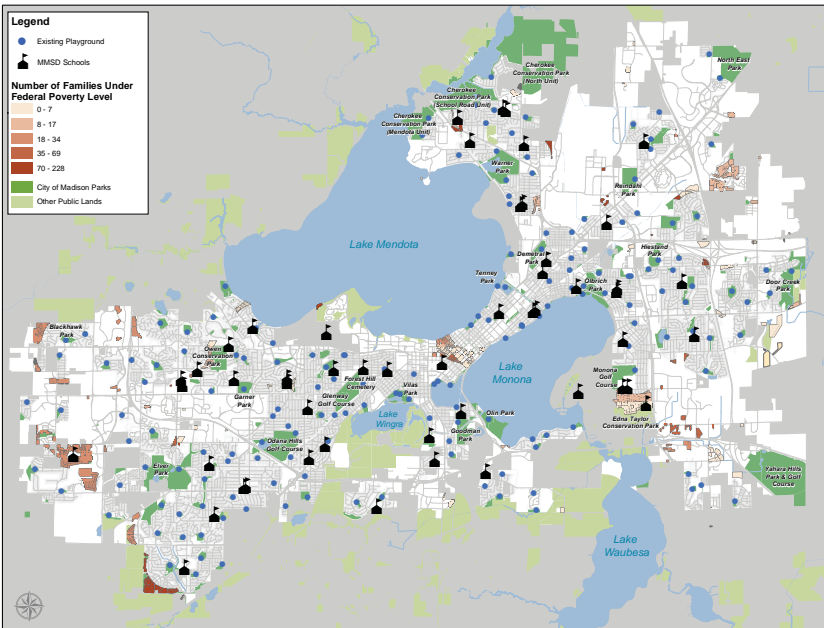 Legend
Existing Playground
MMSD Schools
Number of Families Under
Federal Poverty Level
0 - 7
8 - 17
18 - 34
35 - 69
70 - 228
City of Madison Parks
Other Public Lands
Cherokee
Conservation Park
(North Unit)
North East
Park
Cherokee
Conservation Park
(School Road Unit)
Cherokee
Conservation Park
(Mendota Unit)
Warner
Park
Reindahl
Park
Lake Mendota
Demetral
Park
Hiestand
Park
Tenney
Park
Olbrich
Park
Door Creek
Park
Blackhawk
Park
Owen
Conservation
Park
Lake
Monona
Monona
Golf
Course
Forest Hill
Cemetery
Vilas
Park
Garner
Park
Glenway
Golf Course
Lake
Wingra
Olin Park
Edna Taylor
Conservation Park
Goodman
Park
Odana Hills
Golf Course
Elver
Park
Yahara Hills
Park & Golf
Course
Lake
Waubesa